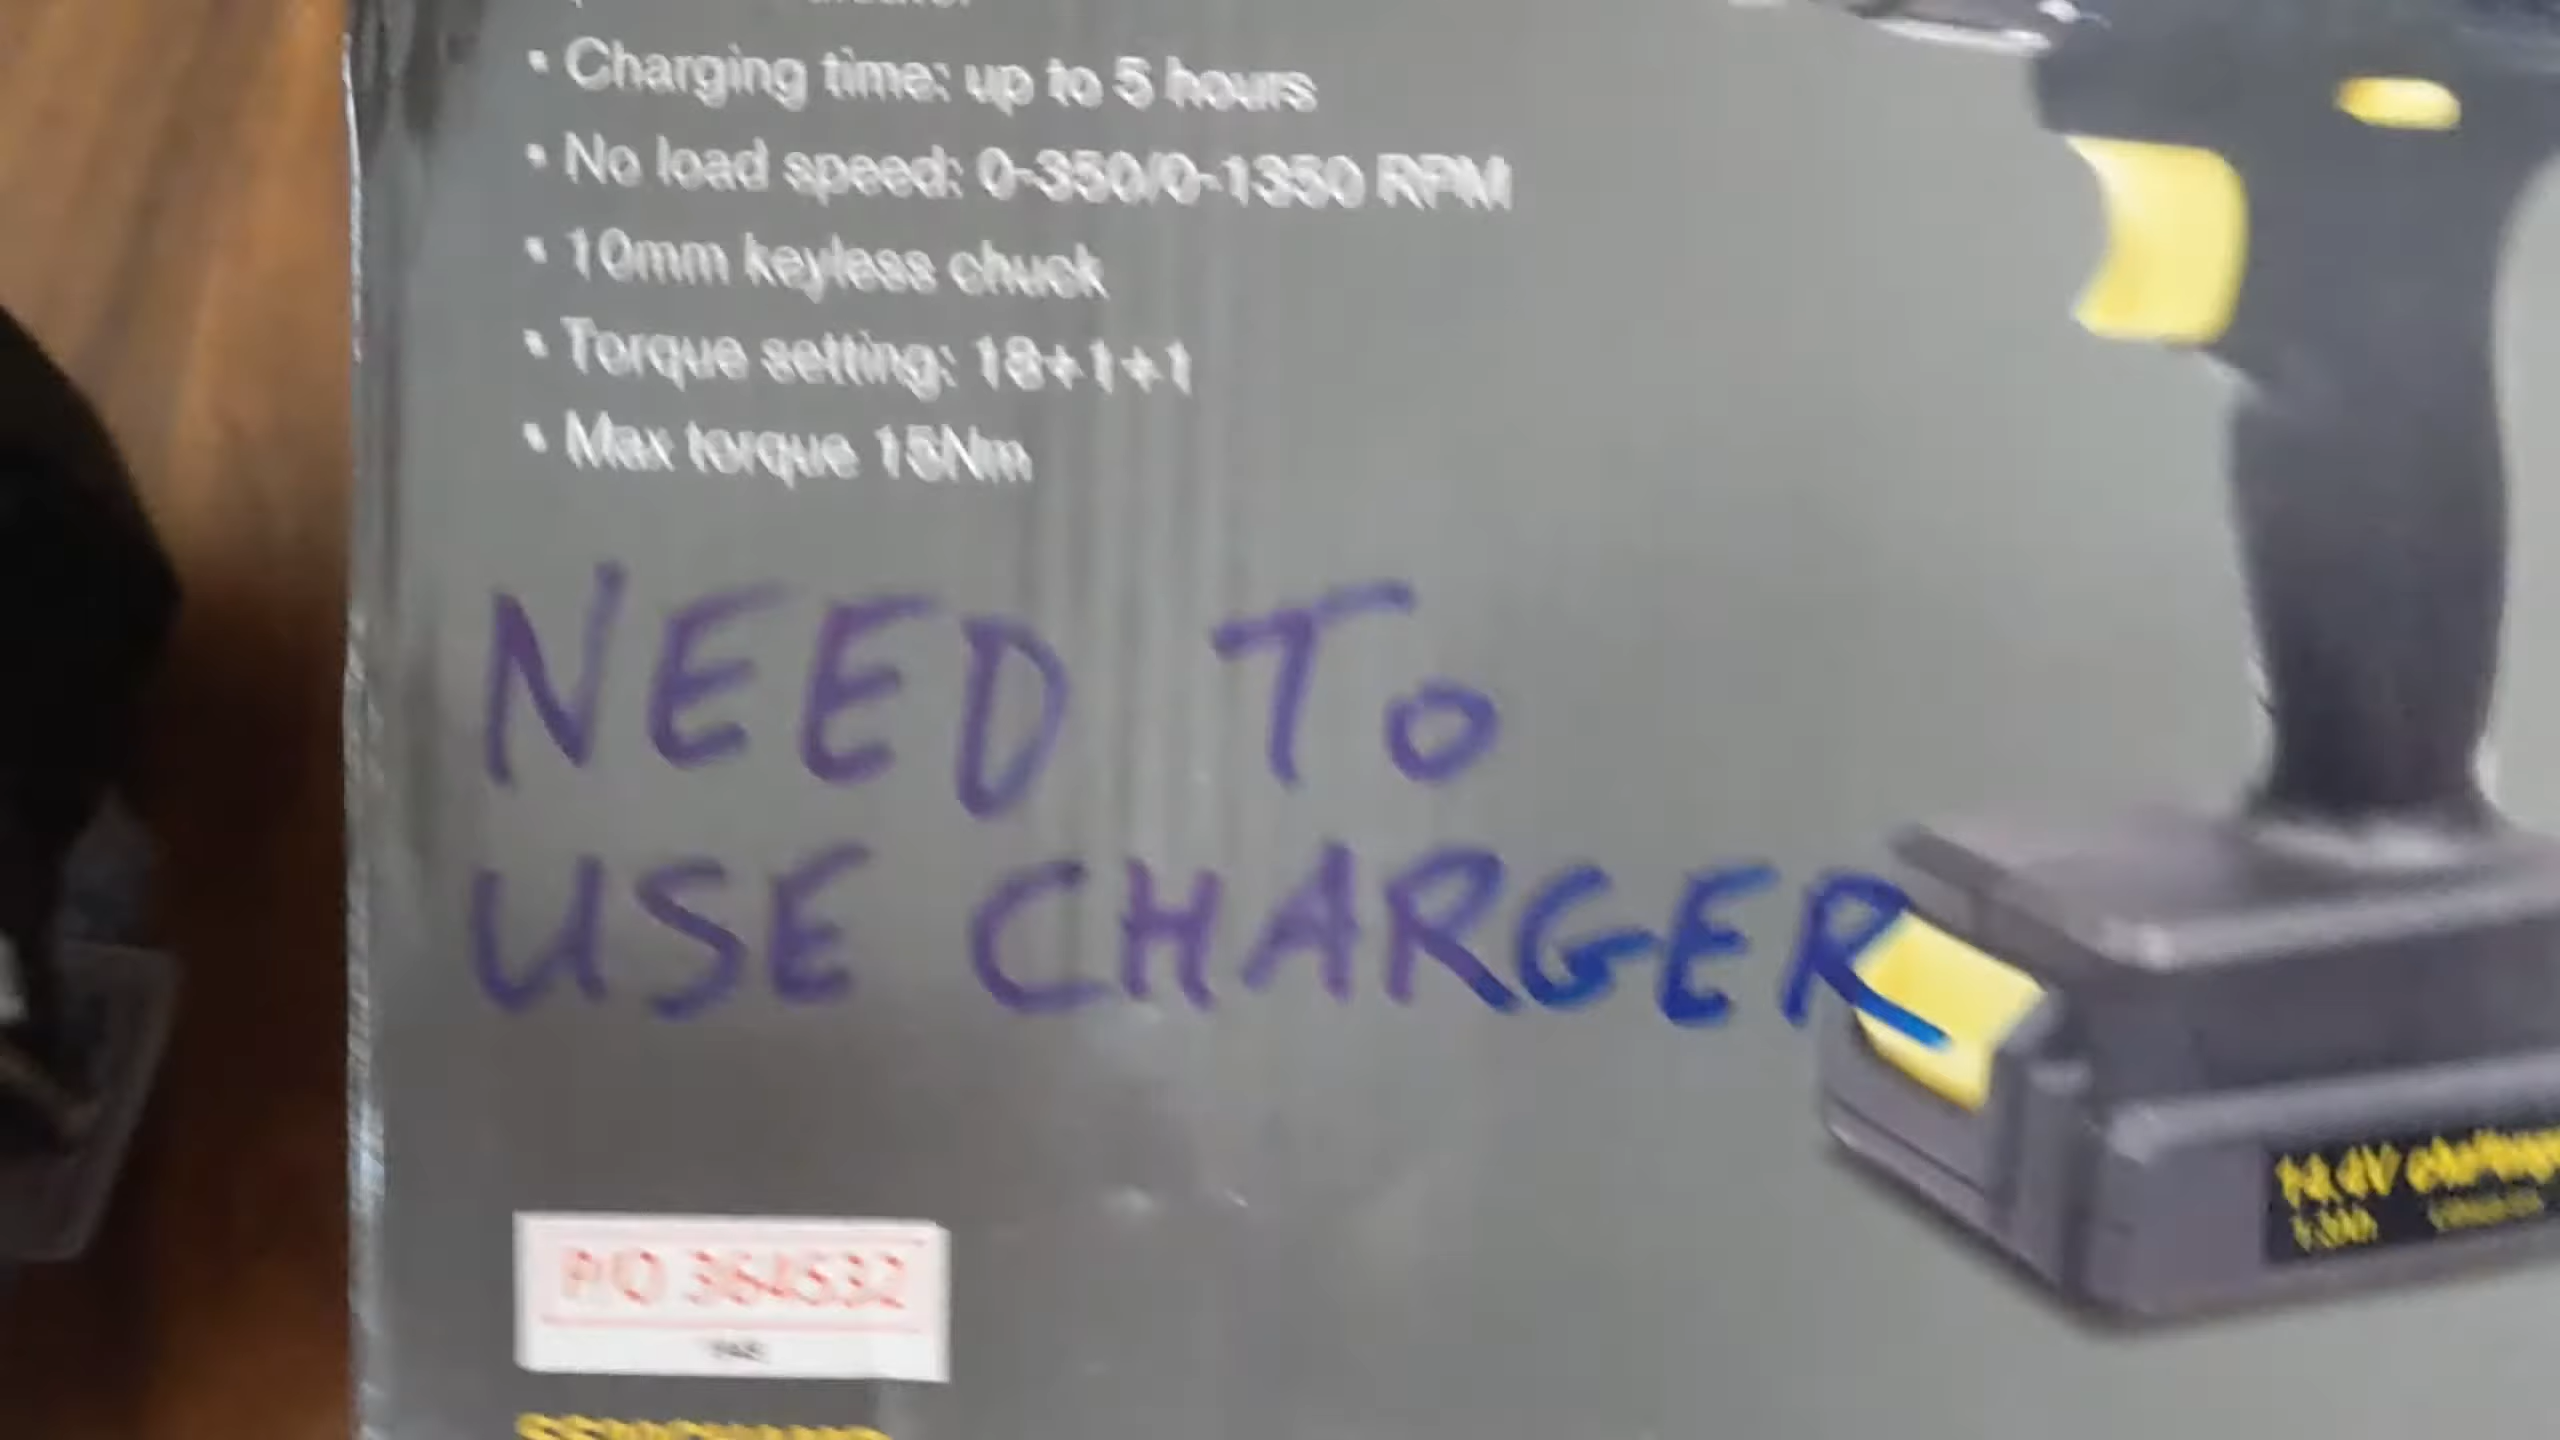 • Charging time: up to 5 hours
• No load speed: 0-350/0-1350 RPM
• 10mm keyless chuck
• Torque setting: 18+1+1
• Max torque 15Nm
NEED To
USE CHARGER
P/O 364532